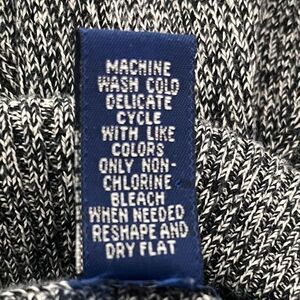 MACHINE
WASH COLD
DELICATE
CYCLE
WITH LIKE
COLORS
ONLY NON-
CHLORINE
BLEACH
WHEN NEEDED
RESHAPE AND
DRY FLAT